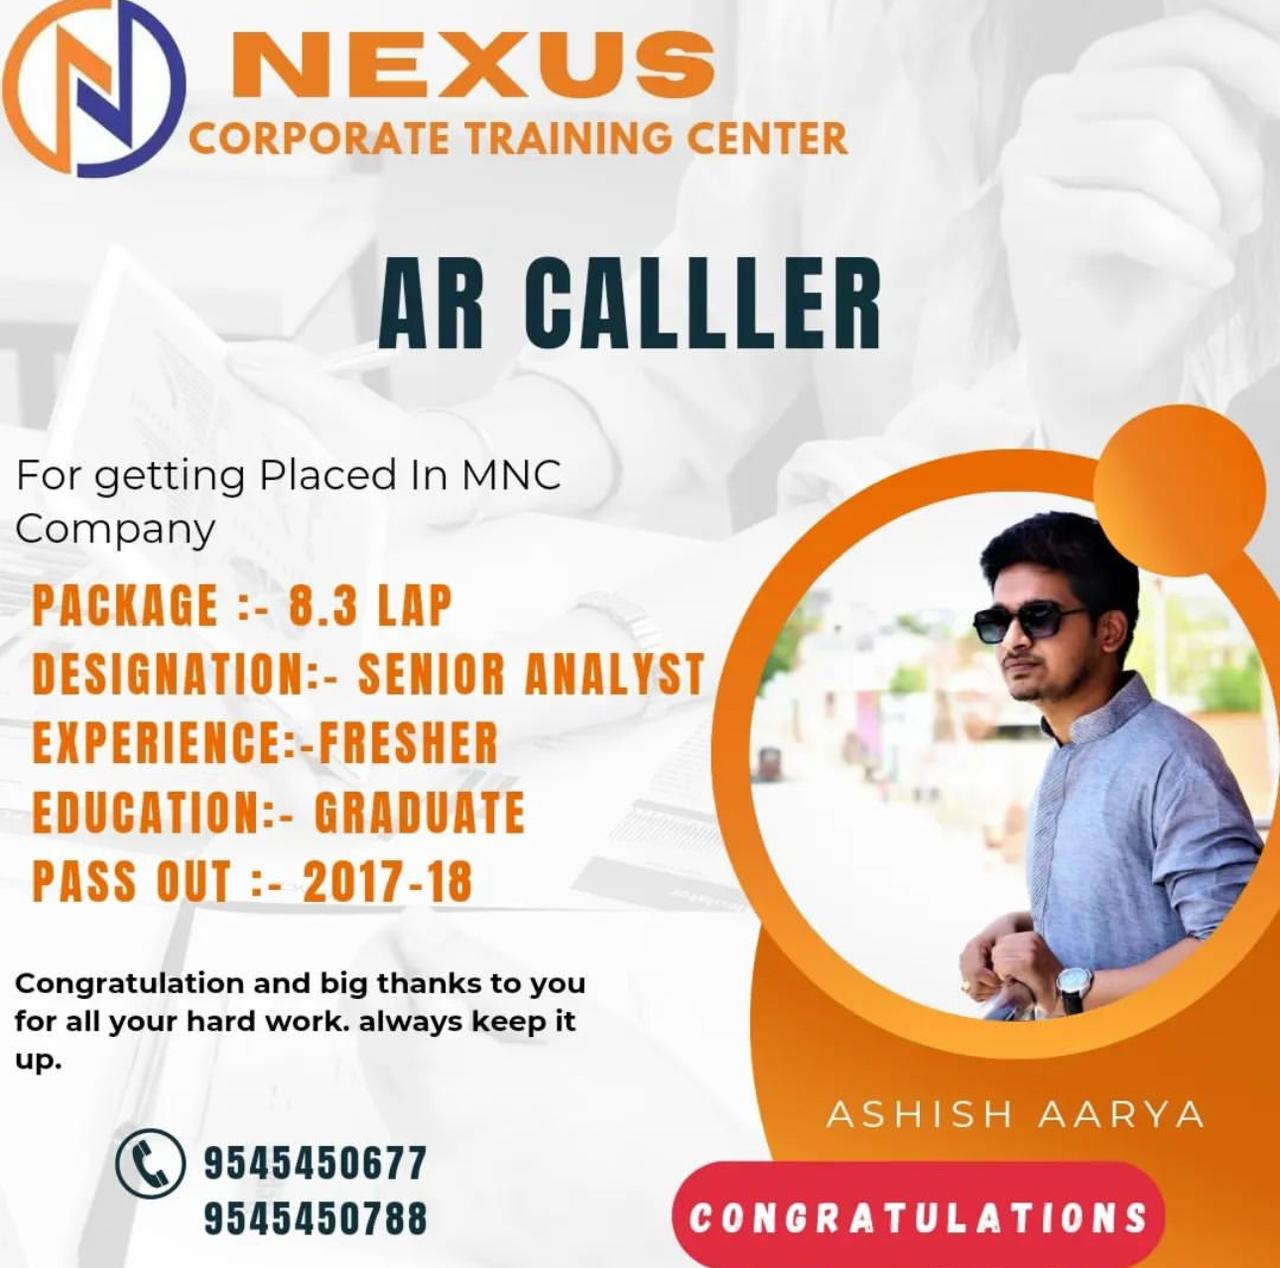 NEXUS
CORPORATE TRAINING CENTER
AR CALLLER
For getting Placed In MNC
Company
PACKAGE :- 8.3 LAP
DESIGNATION:- SENIOR ANALYST
EXPERIENCE:-FRESHER
EDUCATION:- GRADUATE
PASS OUT :- 2017-18
Congratulation and big thanks to you
for all your hard work. always keep it
up.
9545450677
9545450788
ASHISH AARYA
CONGRATULATIONS